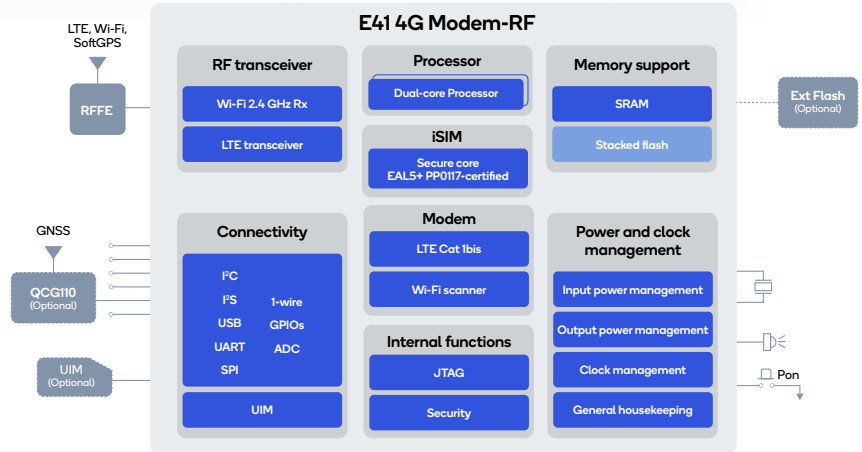 E41 4G Modem-RF
LTE, Wi-Fi,
SoftGPS
RFFE
RF transceiver
Wi-Fi 2.4 GHz Rx
LTE transceiver
Processor
Dual-core Processor
iSIM
Secure core
EAL5+ PP0117-certified
Memory support
SRAM
Stacked flash
Ext Flash
(Optional)
GNSS
QCG110
(Optional)
UIM
(Optional)
Connectivity
I²C
I²S
USB
UART
SPI
1-wire
GPIOs
ADC
UIM
Modem
LTE Cat 1bis
Wi-Fi scanner
Internal functions
JTAG
Security
Power and clock
management
Input power management
Output power management
Clock management
General housekeeping
Pon